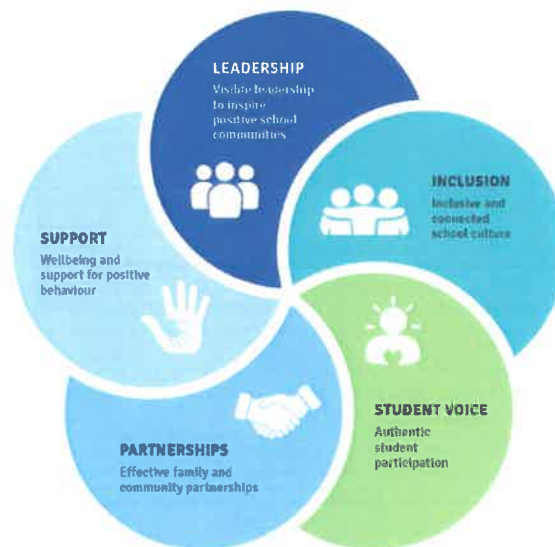 LEADERSHIP
Visible leadership
to inspire
positive school
communities
INCLUSION
Inclusive and
connected
school culture
STUDENT VOICE
Authentic
student
participation
PARTNERSHIPS
Effective family and
community partnerships
SUPPORT
Wellbeing and
support for positive
behaviour